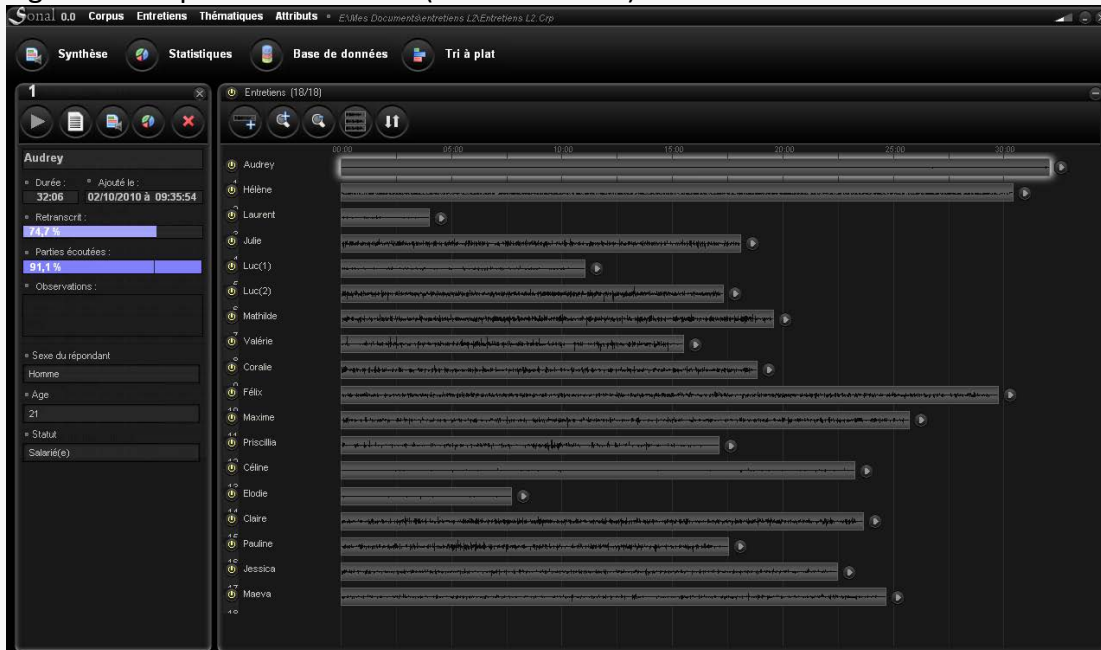 Sonal 0.0 Corpus Entretiens Thématiques Attributs E:\Mes Documents\entretiens L2\Entretiens L2.Crp
Synthèse Statistiques Base de données Tri à plat
1
Audrey
Durée : Ajouté le :
32:06 02/10/2010 à 09:35:54
Retranscrit :
74,7 %
Parties écoutées :
91,1 %
Observations :
Sexe du répondant
Homme
Age
21
Statut
Salarié(e)
Entretiens (18/18)
00:00 05:00 10:00 15:00 20:00 25:00 30:00
Audrey
Hélène
Laurent
Julie
Luc(1)
Luc(2)
Mathilde
Valérie
Coralie
Félix
Maxime
Priscillia
Céline
Elodie
Claire
Pauline
Jessica
Maeva